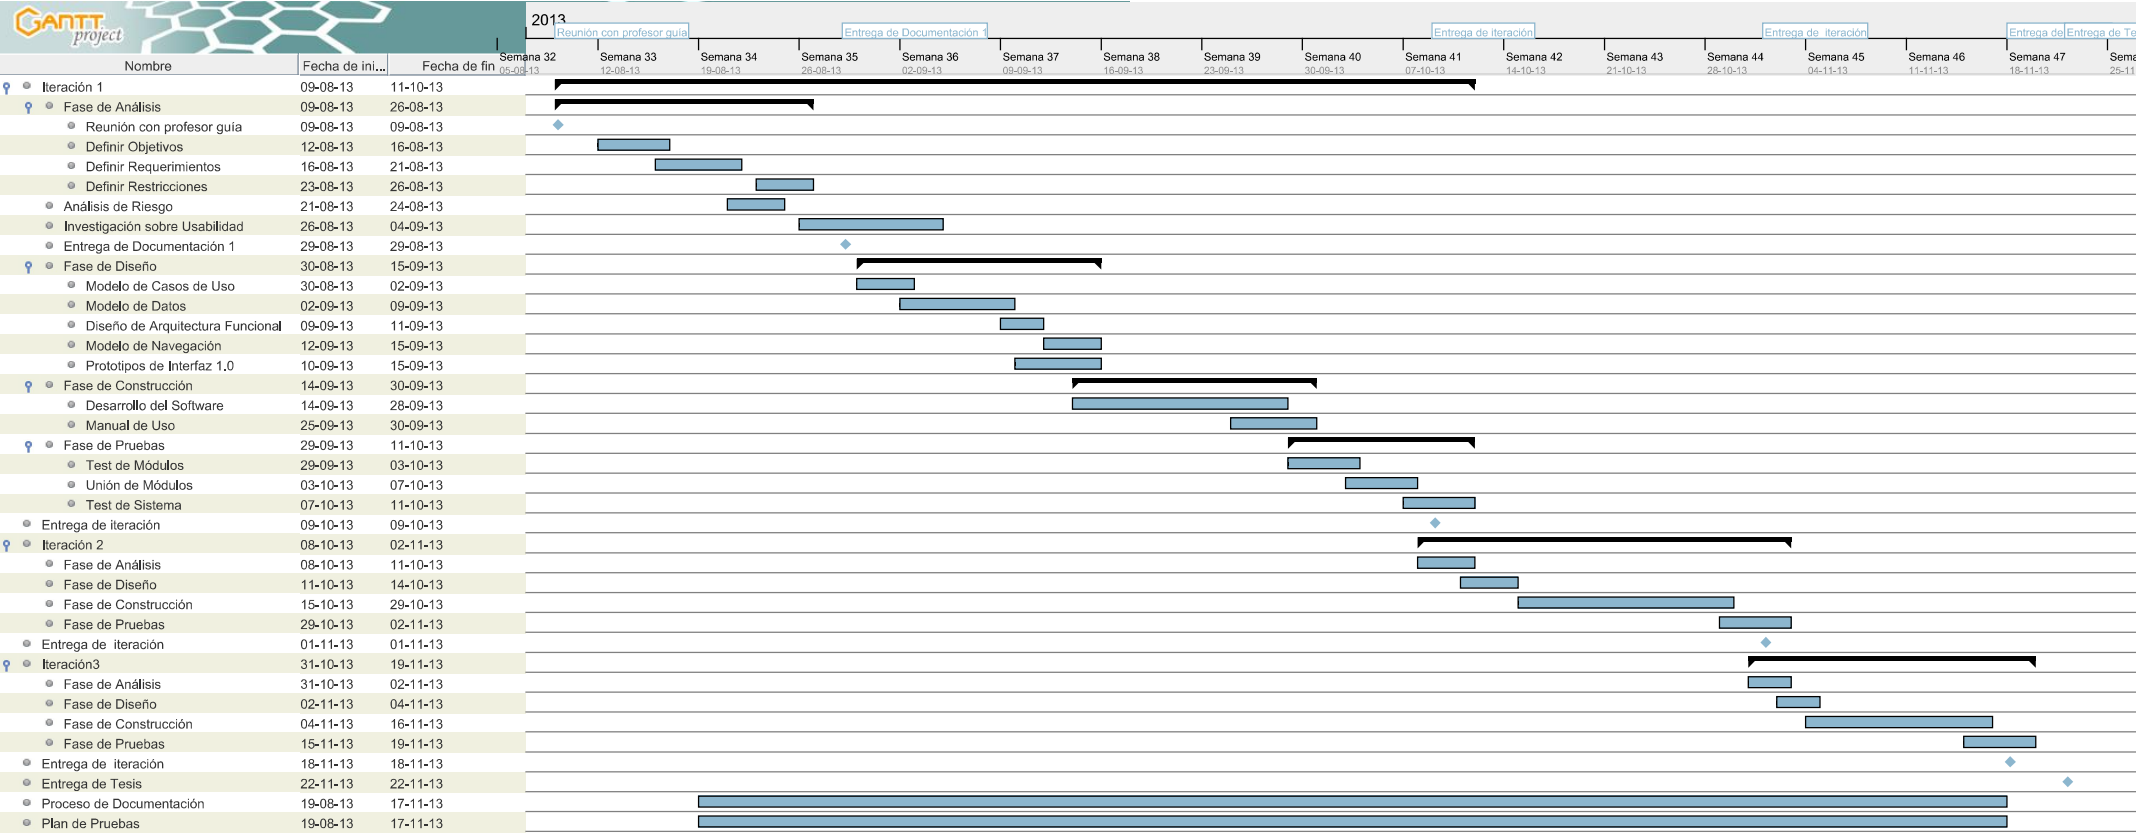 GANTT
project
2013
Reunión con profesor guía
Entrega de Documentación 1
Entrega de iteración
Entrega de  iteración
Entrega de
Entrega de Te
Semana 32 Semana 33 Semana 34 Semana 35 Semana 36 Semana 37 Semana 38 Semana 39 Semana 40 Semana 41 Semana 42 Semana 43 Semana 44 Semana 45 Semana 46 Semana 47 Sema
Nombre Fecha de ini... Fecha de fin
05-08-13 12-08-13 19-08-13 26-08-13 02-09-13 09-09-13 16-09-13 23-09-13 30-09-13 07-10-13 14-10-13 21-10-13 28-10-13 04-11-13 11-11-13 18-11-13 25-11
Iteración 1 09-08-13 11-10-13
Fase de Análisis 09-08-13 26-08-13
Reunión con profesor guía 09-08-13 09-08-13
Definir Objetivos 12-08-13 16-08-13
Definir Requerimientos 16-08-13 21-08-13
Definir Restricciones 23-08-13 26-08-13
Análisis de Riesgo 21-08-13 24-08-13
Investigación sobre Usabilidad 26-08-13 04-09-13
Entrega de Documentación 1 29-08-13 29-08-13
Fase de Diseño 30-08-13 15-09-13
Modelo de Casos de Uso 30-08-13 02-09-13
Modelo de Datos 02-09-13 09-09-13
Diseño de Arquitectura Funcional 09-09-13 11-09-13
Modelo de Navegación 12-09-13 15-09-13
Prototipos de Interfaz 1.0 10-09-13 15-09-13
Fase de Construcción 14-09-13 30-09-13
Desarrollo del Software 14-09-13 28-09-13
Manual de Uso 25-09-13 30-09-13
Fase de Pruebas 29-09-13 11-10-13
Test de Módulos 29-09-13 03-10-13
Unión de Módulos 03-10-13 07-10-13
Test de Sistema 07-10-13 11-10-13
Entrega de iteración 09-10-13 09-10-13
Iteración 2 08-10-13 02-11-13
Fase de Análisis 08-10-13 11-10-13
Fase de Diseño 11-10-13 14-10-13
Fase de Construcción 15-10-13 29-10-13
Fase de Pruebas 29-10-13 02-11-13
Entrega de  iteración 01-11-13 01-11-13
Iteración3 31-10-13 19-11-13
Fase de Análisis 31-10-13 02-11-13
Fase de Diseño 02-11-13 04-11-13
Fase de Construcción 04-11-13 16-11-13
Fase de Pruebas 15-11-13 19-11-13
Entrega de  iteración 18-11-13 18-11-13
Entrega de Tesis 22-11-13 22-11-13
Proceso de Documentación 19-08-13 17-11-13
Plan de Pruebas 19-08-13 17-11-13